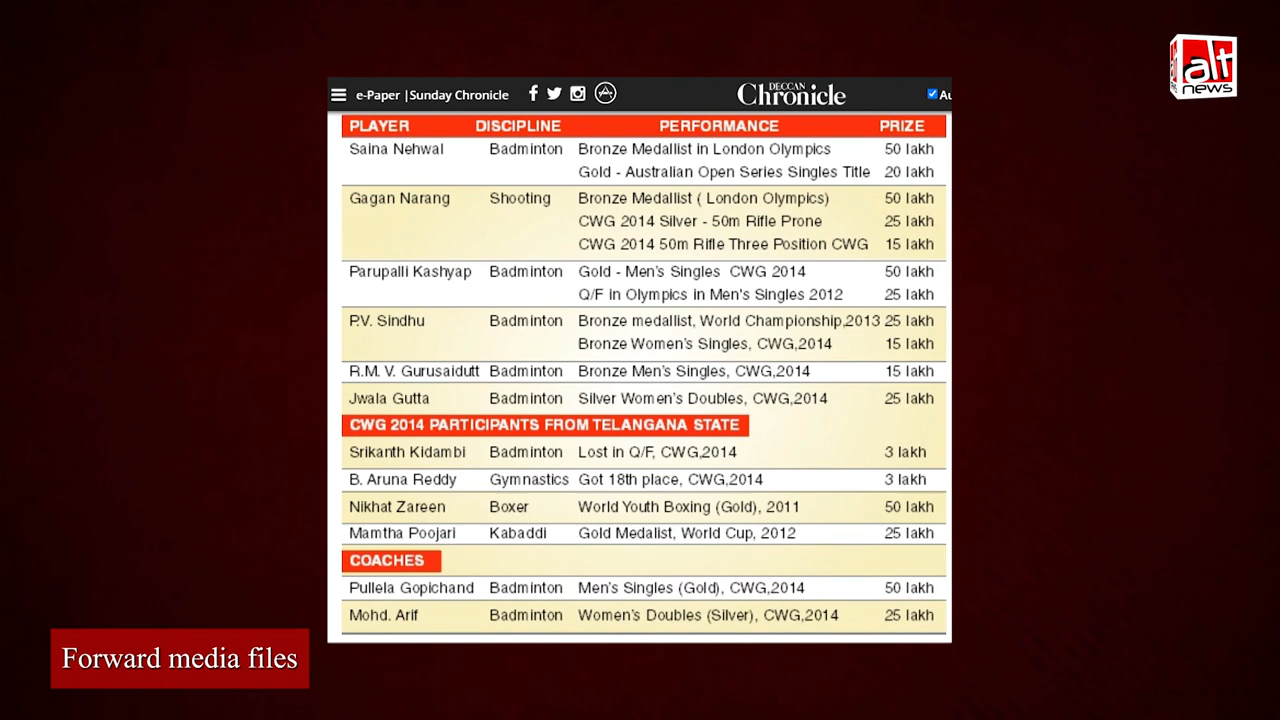 alt
news
e-Paper |Sunday Chronicle
DECCAN
Chronicle
Au
PLAYER DISCIPLINE PERFORMANCE PRIZE
Saina Nehwal Badminton Bronze Medallist in London Olympics 50 lakh
Gold - Australian Open Series Singles Title 20 lakh
Gagan Narang Shooting Bronze Medallist ( London Olympics) 50 lakh
CWG 2014 Silver - 50m Rifle Prone 25 lakh
CWG 2014 50m Rifle Three Position CWG 15 lakh
Parupalli Kashyap Badminton Gold - Men's Singles CWG 2014 50 lakh
Q/F in Olympics in Men's Singles 2012 25 lakh
P.V. Sindhu Badminton Bronze medallist, World Championship,2013 25 lakh
Bronze Women's Singles, CWG,2014 15 lakh
R.M. V. Gurusaidutt Badminton Bronze Men's Singles, CWG,2014 15 lakh
Jwala Gutta Badminton Silver Women's Doubles, CWG,2014 25 lakh
CWG 2014 PARTICIPANTS FROM TELANGANA STATE
Srikanth Kidambi Badminton Lost in Q/F, CWG,2014 3 lakh
B. Aruna Reddy Gymnastics Got 18th place, CWG,2014 3 lakh
Nikhat Zareen Boxer World Youth Boxing (Gold), 2011 50 lakh
Mamtha Poojari Kabaddi Gold Medalist, World Cup, 2012 25 lakh
COACHES
Pullela Gopichand Badminton Men's Singles (Gold), CWG,2014 50 lakh
Mohd. Arif Badminton Women's Doubles (Silver), CWG,2014 25 lakh
Forward media files